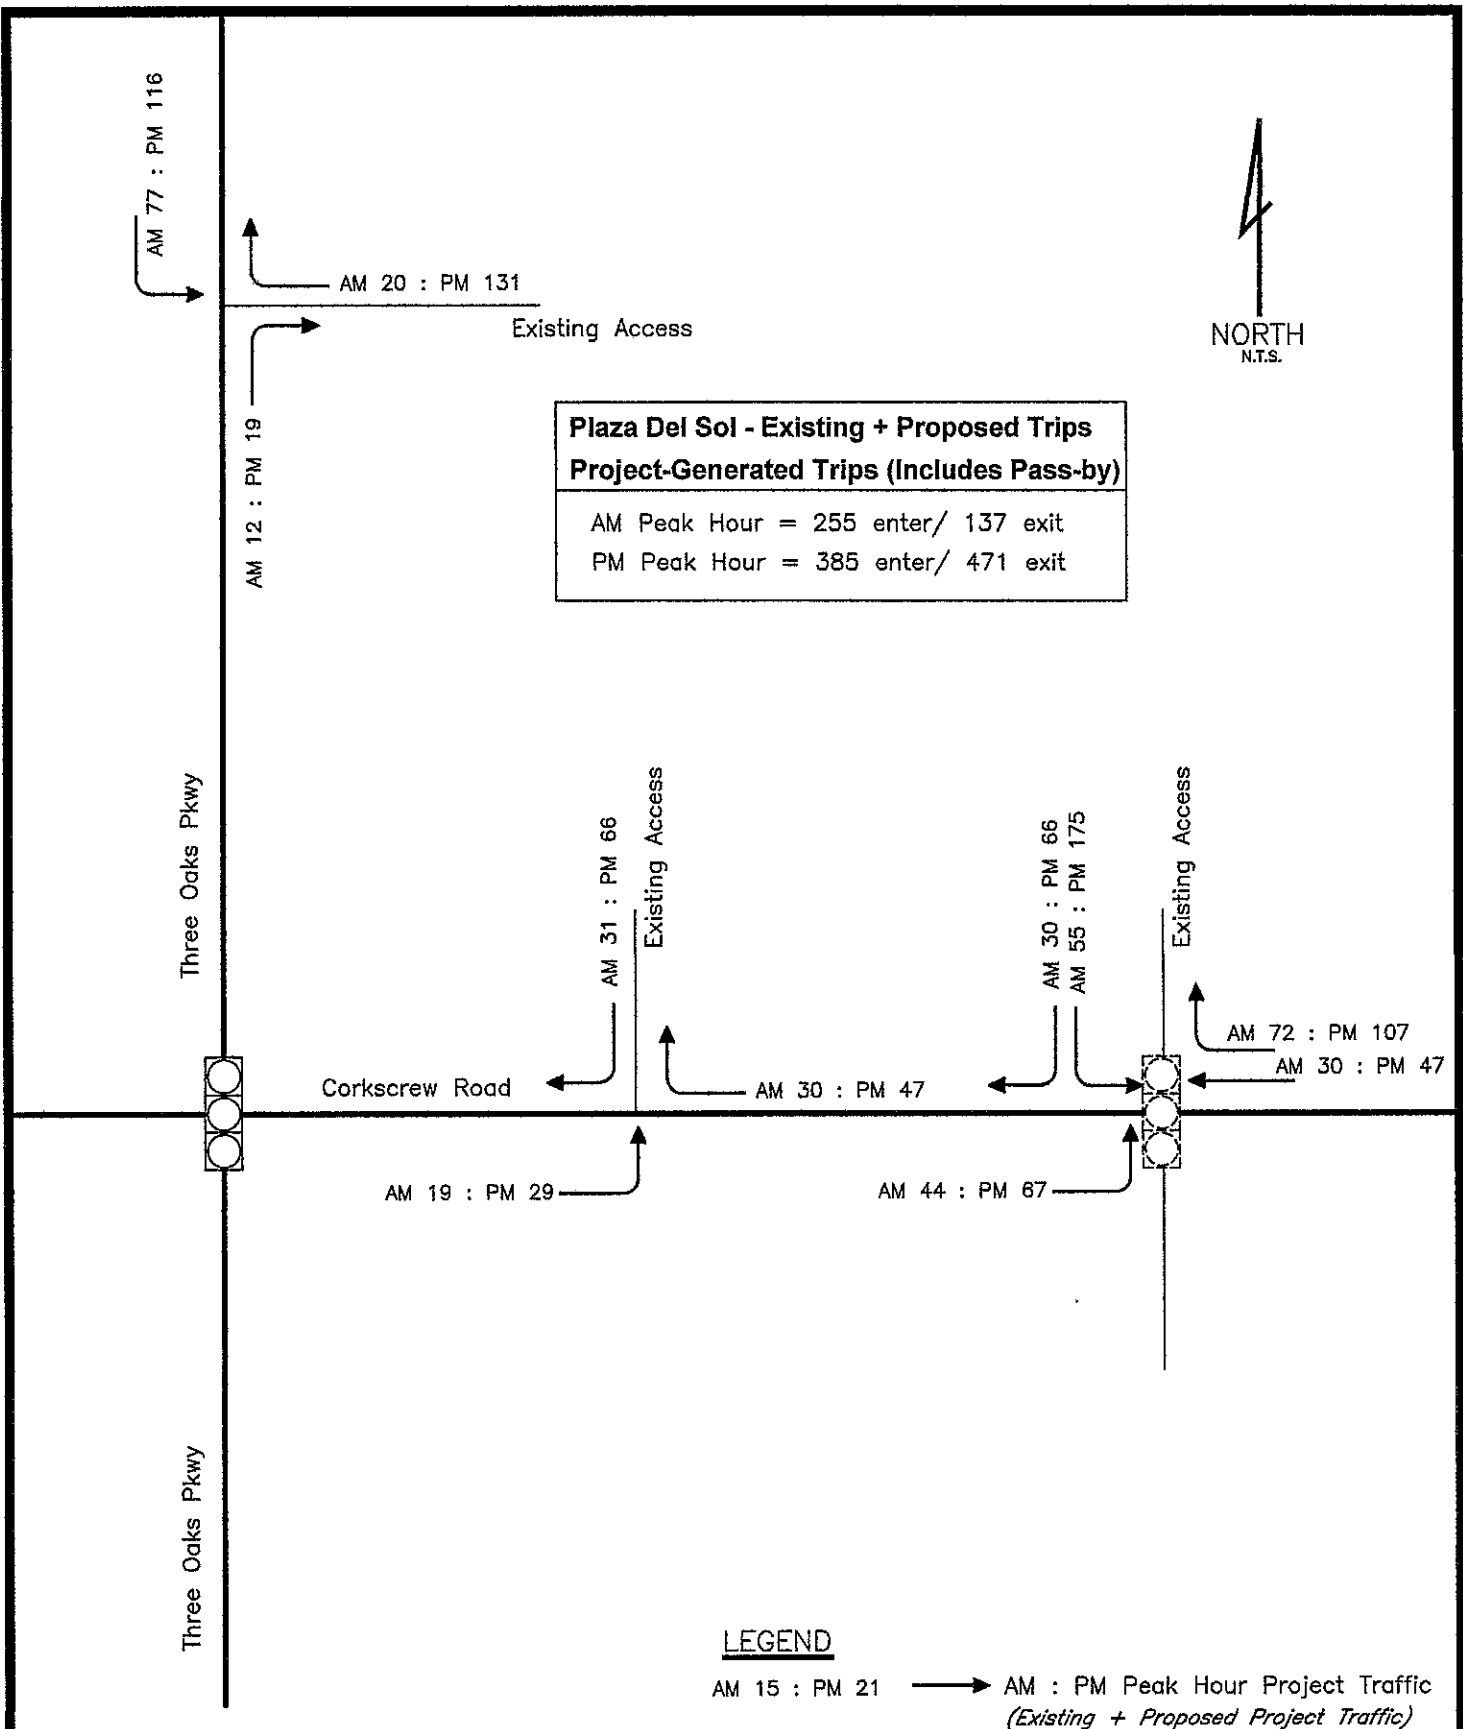 AM 77 : PM 116
AM 20 : PM 131
Existing Access
NORTH
N.T.S.
AM 12 : PM 19
Plaza Del Sol - Existing + Proposed Trips
Project-Generated Trips (Includes Pass-by)
AM Peak Hour = 255 enter/ 137 exit
PM Peak Hour = 385 enter/ 471 exit
Three Oaks Pkwy
AM 31 : PM 66
Existing Access
AM 30 : PM 66
AM 55 : PM 175
Existing Access
AM 72 : PM 107
AM 30 : PM 47
Corkscrew Road
AM 30 : PM 47
AM 19 : PM 29
AM 44 : PM 67
Three Oaks Pkwy
LEGEND
AM 15 : PM 21
AM : PM Peak Hour Project Traffic
(Existing + Proposed Project Traffic)